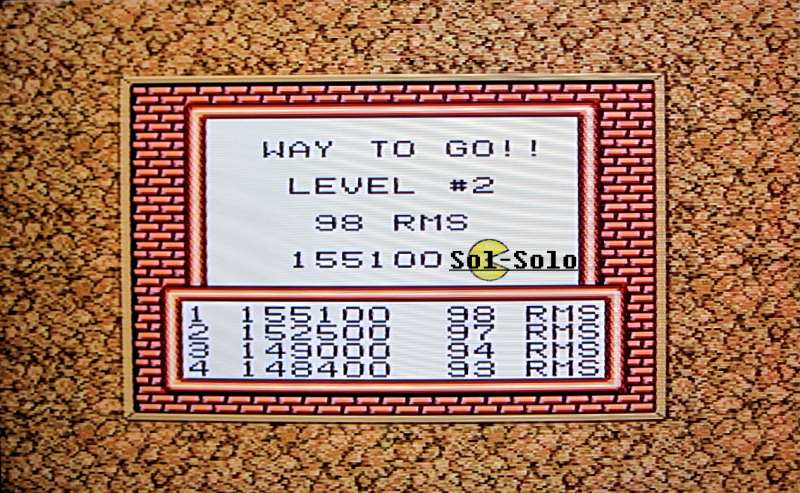 WAY TO GO!!
LEVEL #2
98 RMS
155100 Sol-Solo
1 155100 98 RMS
2 152500 97 RMS
3 149000 94 RMS
4 148400 93 RMS